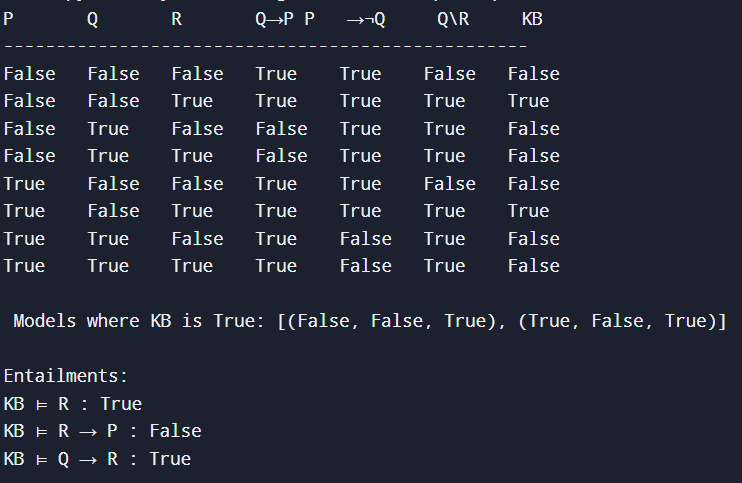 P Q R Q→P P →¬Q Q\R KB
----------------------------------------------------
False False False True True False False
False False True True True True True
False True False False True True False
False True True False True True False
True False False True True False False
True False True True True True True
True True False True False True False
True True True True False True False
Models where KB is True: [(False, False, True), (True, False, True)]
Entailments:
KB ⊨ R : True
KB ⊨ R → P : False
KB ⊨ Q → R : True